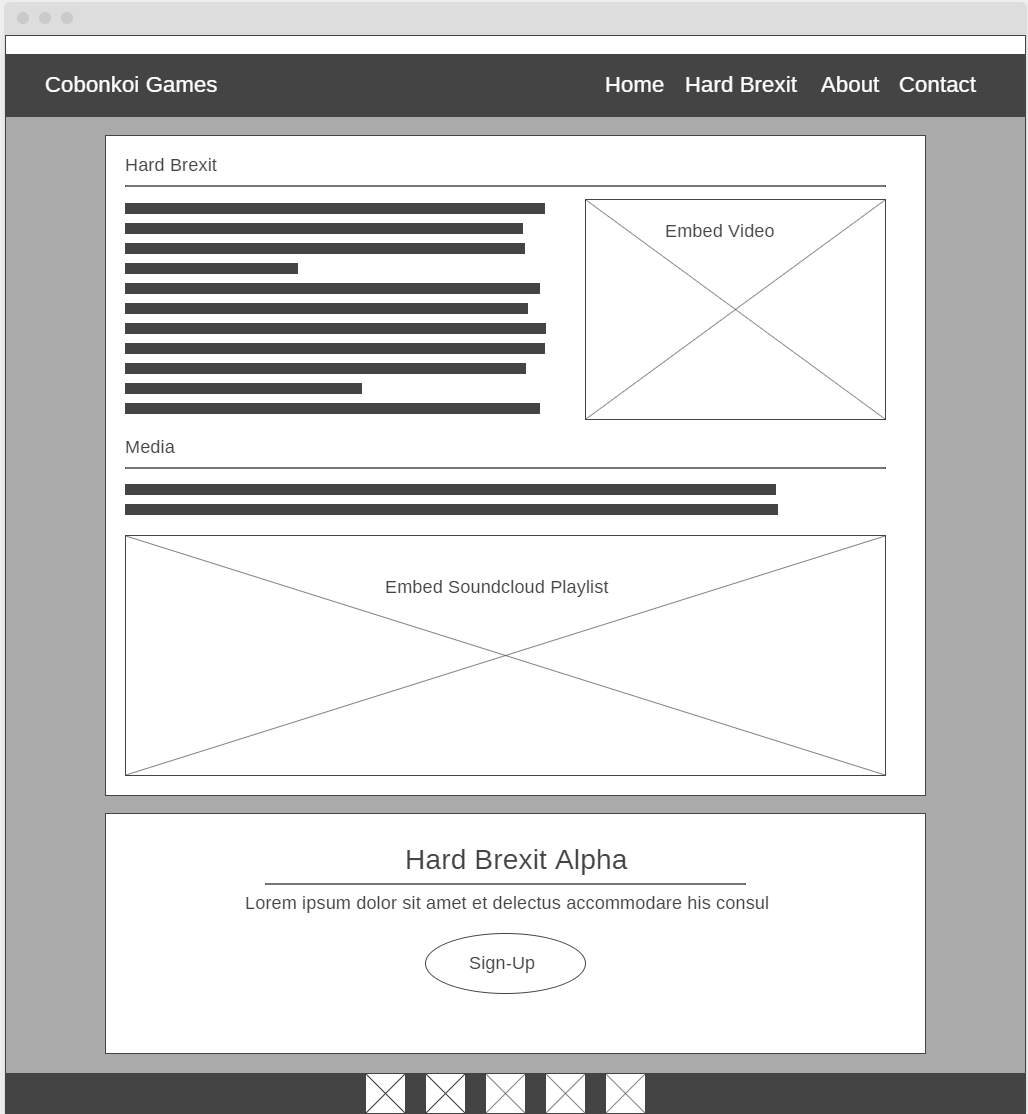 Cobonkoi Games
Home Hard Brexit About Contact
Hard Brexit
Embed Video
Media
Embed Soundcloud Playlist
Hard Brexit Alpha
Lorem ipsum dolor sit amet et delectus accommodare his consul
Sign-Up